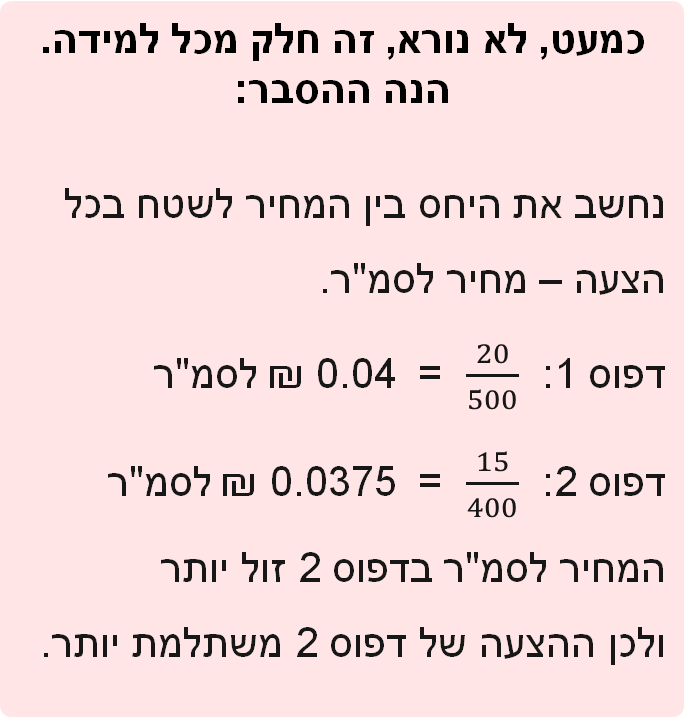 כמעט, לא נורא, זה חלק מכל למידה.
הנה ההסבר:
נחשב את היחס בין המחיר לשטח בכל
הצעה – מחיר לסמ"ר.
דפוס 1: 20/500 = 0.04 ₪ לסמ"ר
דפוס 2: 15/400 = 0.0375 ₪ לסמ"ר
המחיר לסמ"ר בדפוס 2 זול יותר
ולכן ההצעה של דפוס 2 משתלמת יותר.